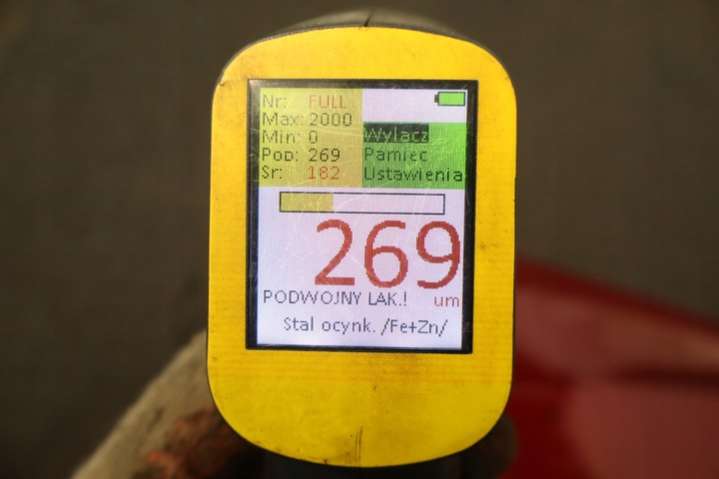 Nr: FULL
Max: 2000
Min: 0
Pod: 269
Sr: 182
Wylacz
Pamiec
Ustawienia
269
PODWOJNY LAK.! um
Stal ocynk. /Fe+Zn/